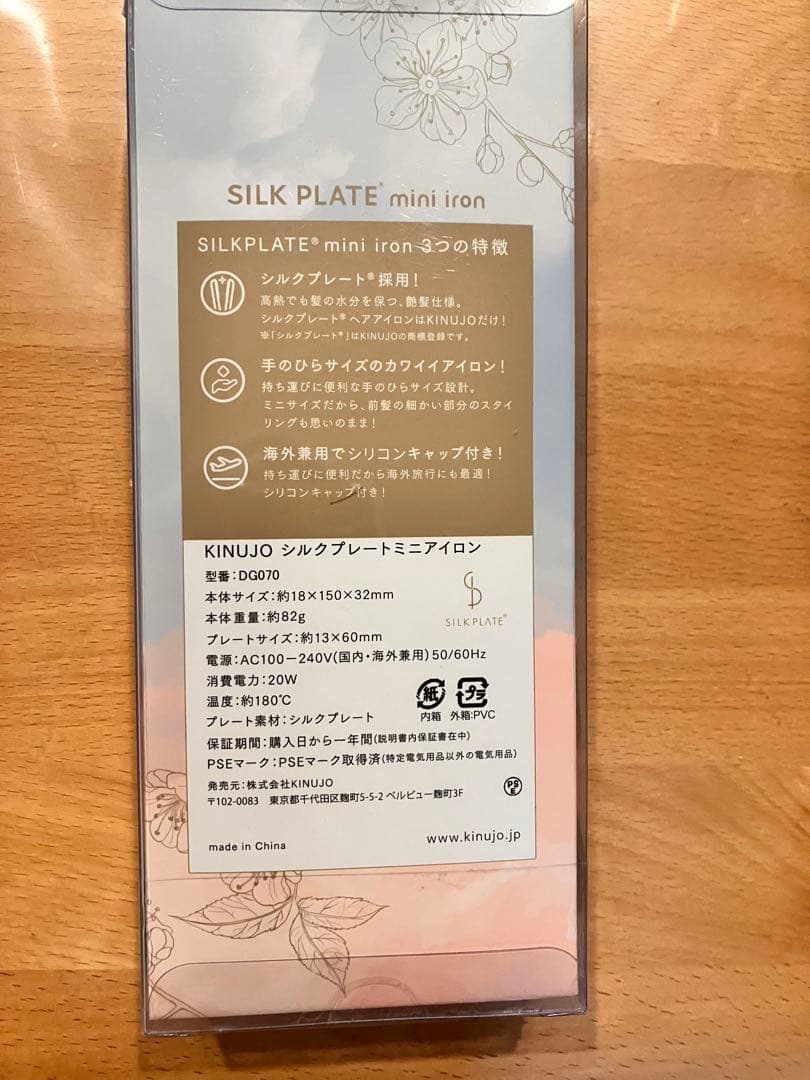 SILK PLATE® mini iron
SILKPLATE® mini iron 3つの特徴
シルクプレート®採用!
高熱でも髪の水分を保つ、艶髪仕様。
シルクプレート® ヘアアイロンはKINUJOだけ!
※「シルクプレート®」はKINUJOの商標登録です。
手のひらサイズのカワイイアイロン!
持ち運びに便利な手のひらサイズ設計。
ミニサイズだから、前髪の細かい部分のスタイ
リングも思いのまま!
海外兼用でシリコンキャップ付き!
持ち運びに便利だから海外旅行にも最適!
シリコンキャップ付き!
KINUJO シルクプレートミニアイロン
型番:DG070
本体サイズ:約18×150×32mm
本体重量:約82g
プレートサイズ:約13×60mm
電源:AC100ー240V(国内・海外兼用)50/60Hz
消費電力:20W
温度:約180℃
プレート素材:シルクプレート
保証期間:購入日から一年間(説明書内保証書在中)
PSEマーク:PSEマーク取得済(特定電気用品以外の電気用品)
発売元:株式会社KINUJO
〒102-0083 東京都千代田区麹町5-5-2 ベルビュー麹町3F
made in China
SILK PLATE®
紙 プラ
内箱 外箱:PVC
PSE
www.kinujo.jp